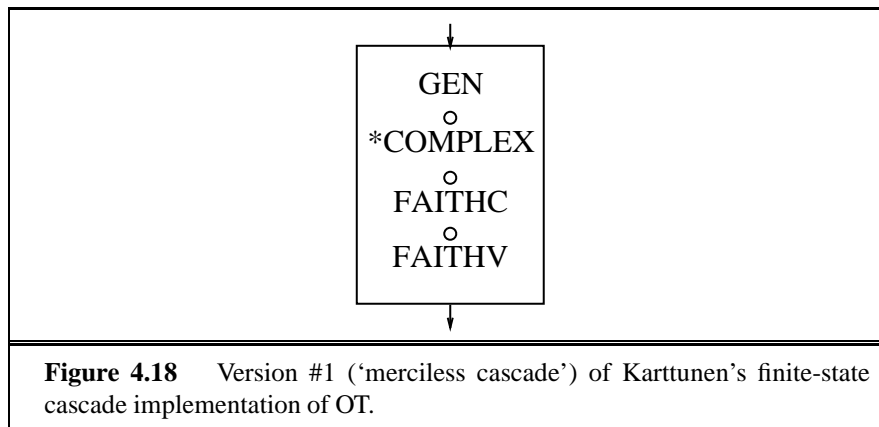 GEN
*COMPLEX
FAITHC
FAITHV
Figure 4.18 Version #1 (‘merciless cascade’) of Karttunen’s finite-state
cascade implementation of OT.